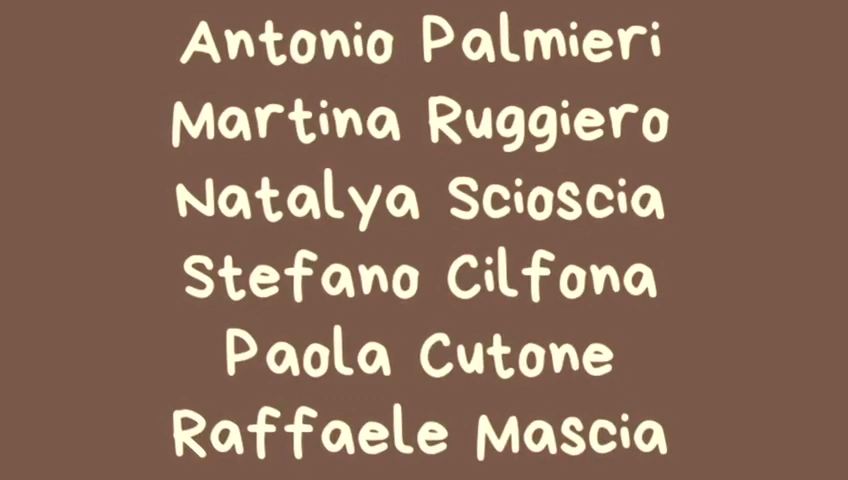 Antonio Palmieri
Martina Ruggiero
Natalya Scioscia
Stefano Cilfona
Paola Cutone
Raffaele Mascia